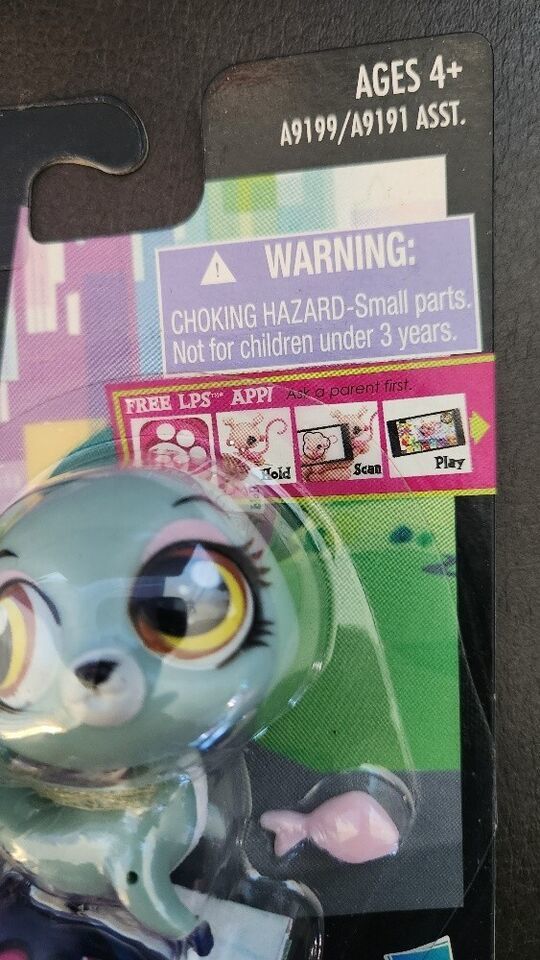 AGES 4+
A9199/A9191 ASST.
WARNING:
CHOKING HAZARD-Small parts.
Not for children under 3 years.
FREE LPS™ APP! Ask a parent first.
Hold Scan Play